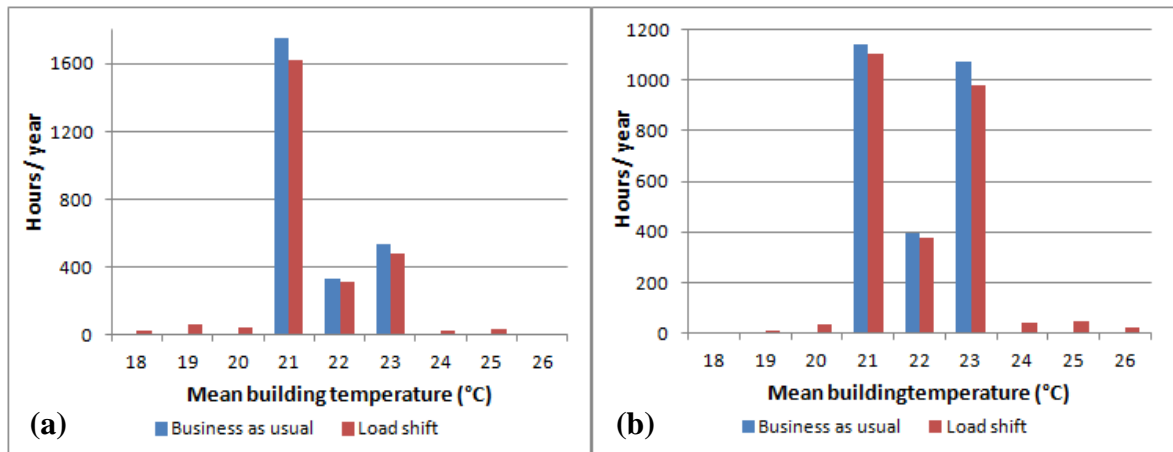 Hours / year
1600
1200
800
400
0
18 19 20 21 22 23 24 25 26
Mean building temperature (°C)
(a)
Business as usual Load shift
Hours / year
1200
1000
800
600
400
200
0
18 19 20 21 22 23 24 25 26
Mean buildingtemperature (°C)
(b)
Business as usual Load shift